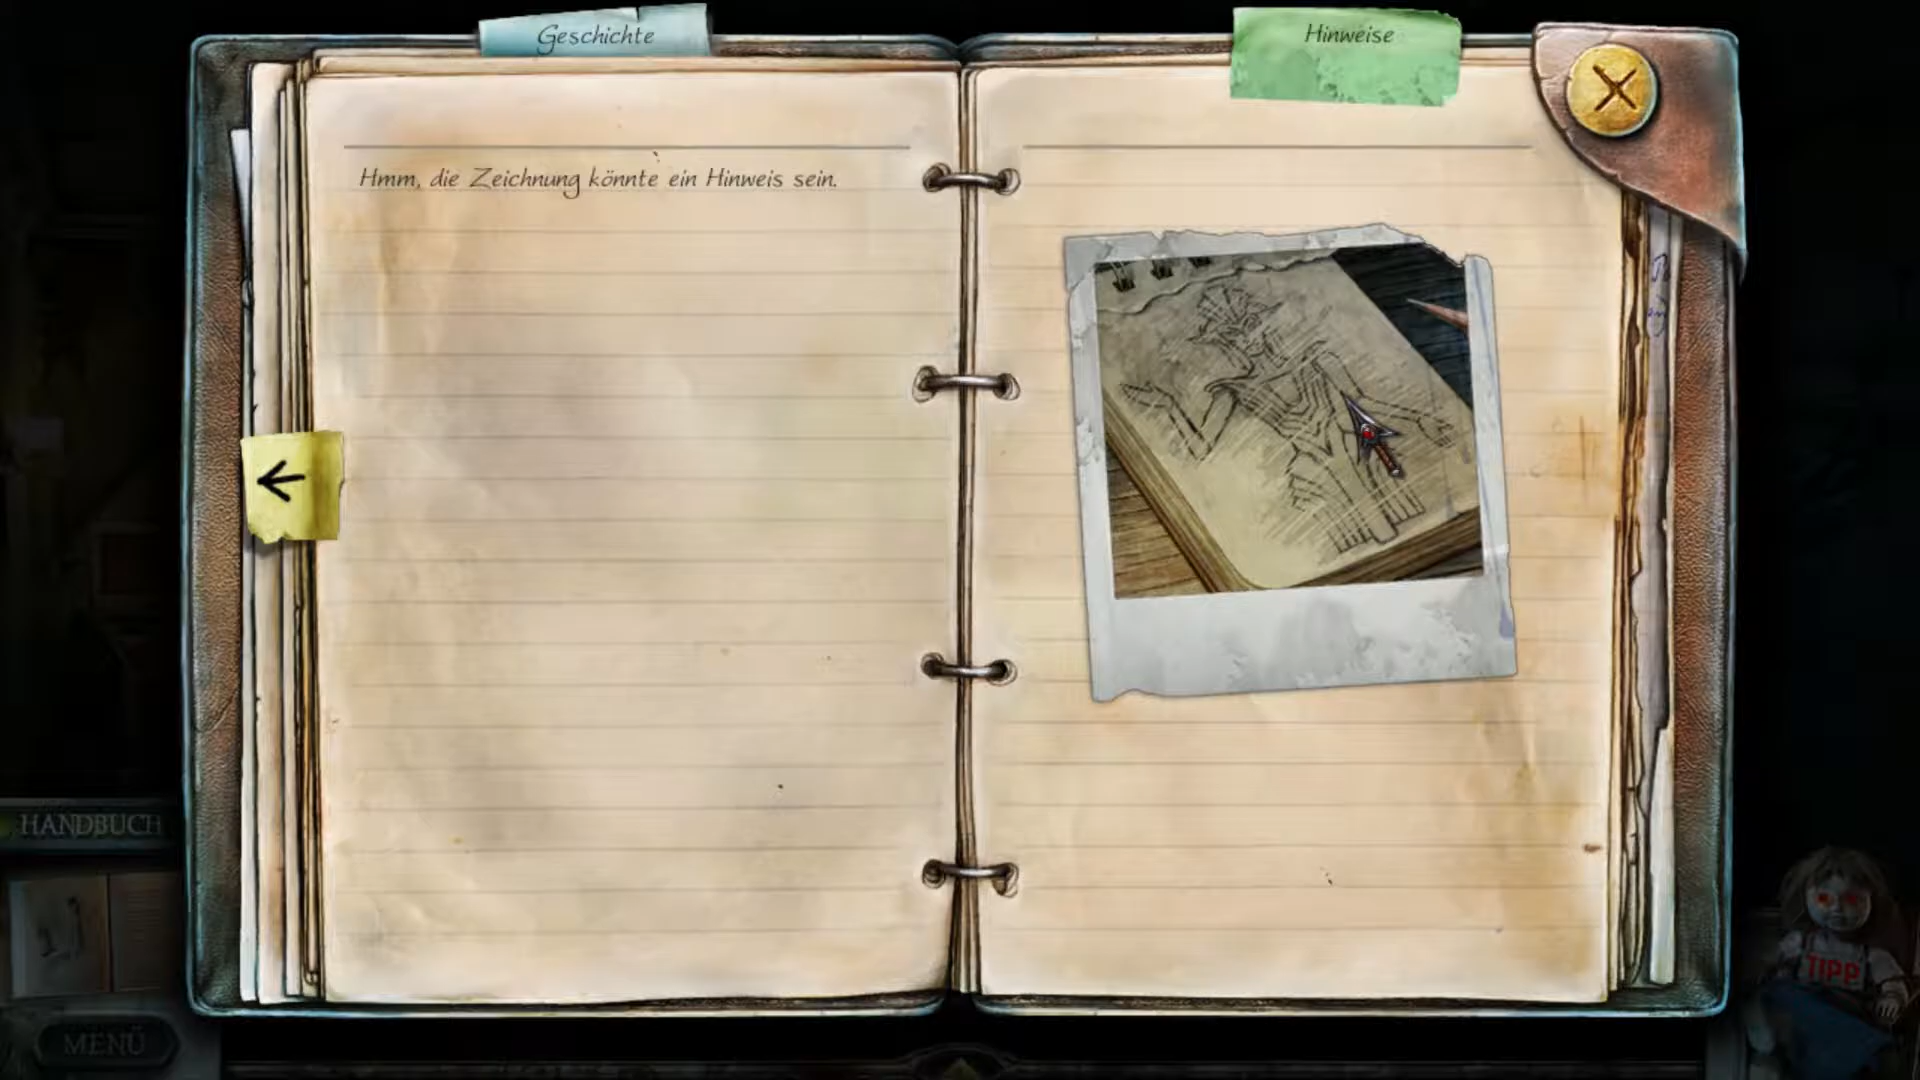 Geschichte
Hinweise
Hmm, die Zeichnung könnte ein Hinweis sein.
HANDBUCH
TIPP
MENÜ